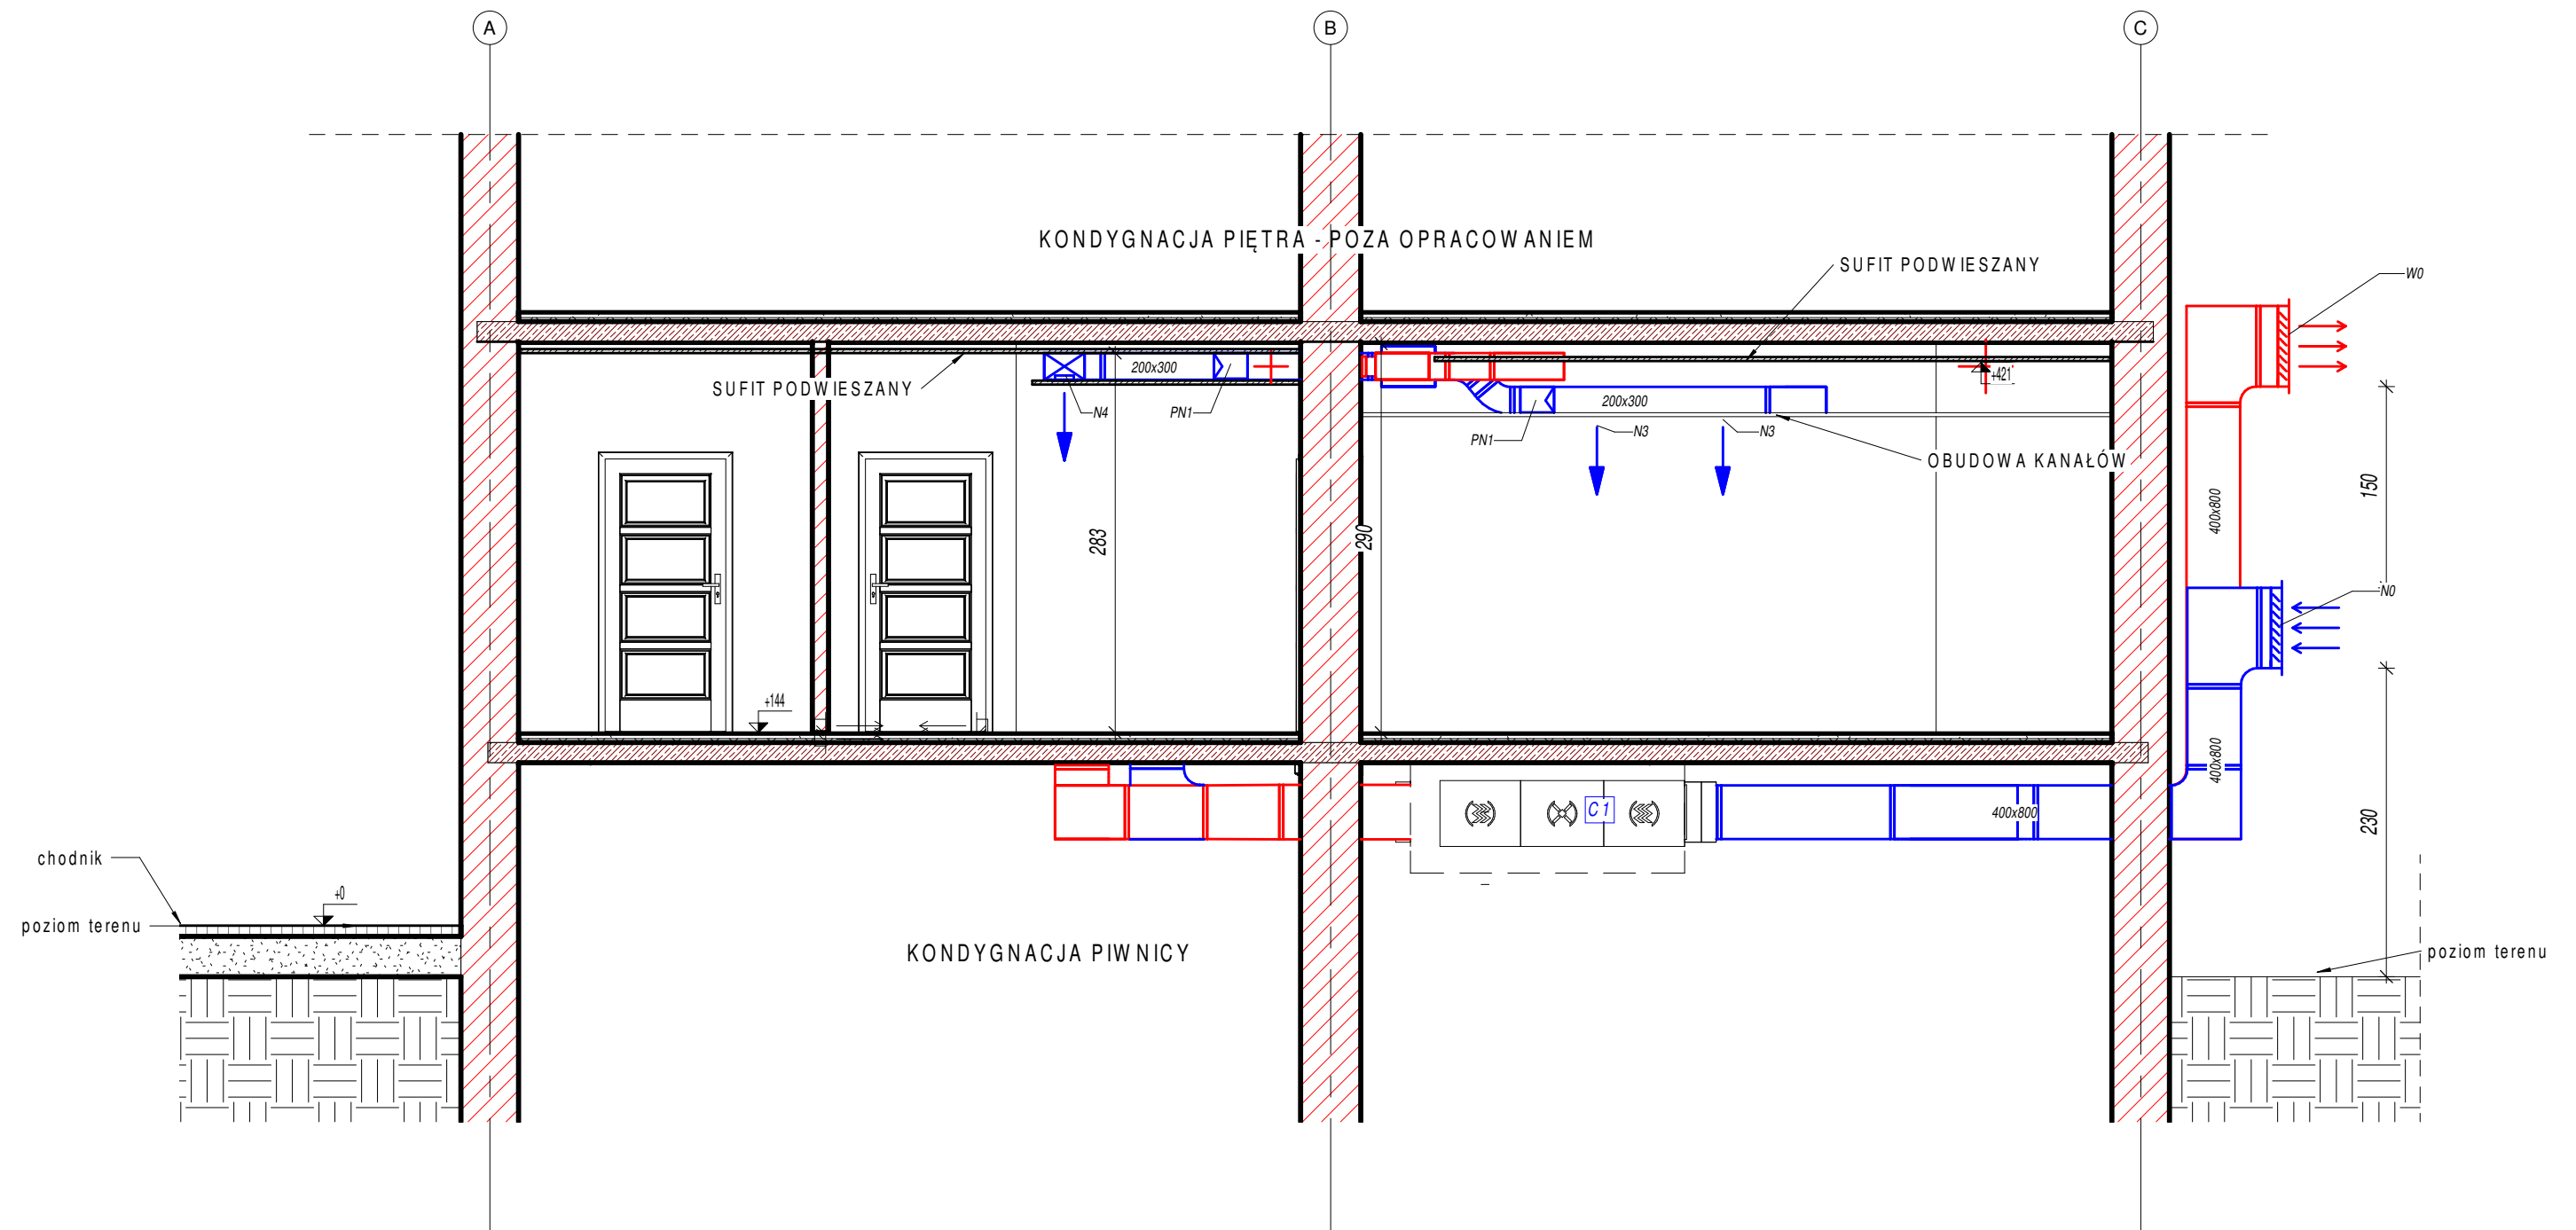 A
B
C
KONDYGNACJA PIĘTRA - POZA OPRACOWANIEM
SUFIT PODWIESZANY
W0
SUFIT PODWIESZANY
200x300
N4
PN1
+421
200x300
PN1
N3
N3
OBUDOWA KANAŁÓW
283
290
400x800
150
N0
+144
400x800
C1
400x800
230
chodnik
+0
poziom terenu
KONDYGNACJA PIWNICY
poziom terenu